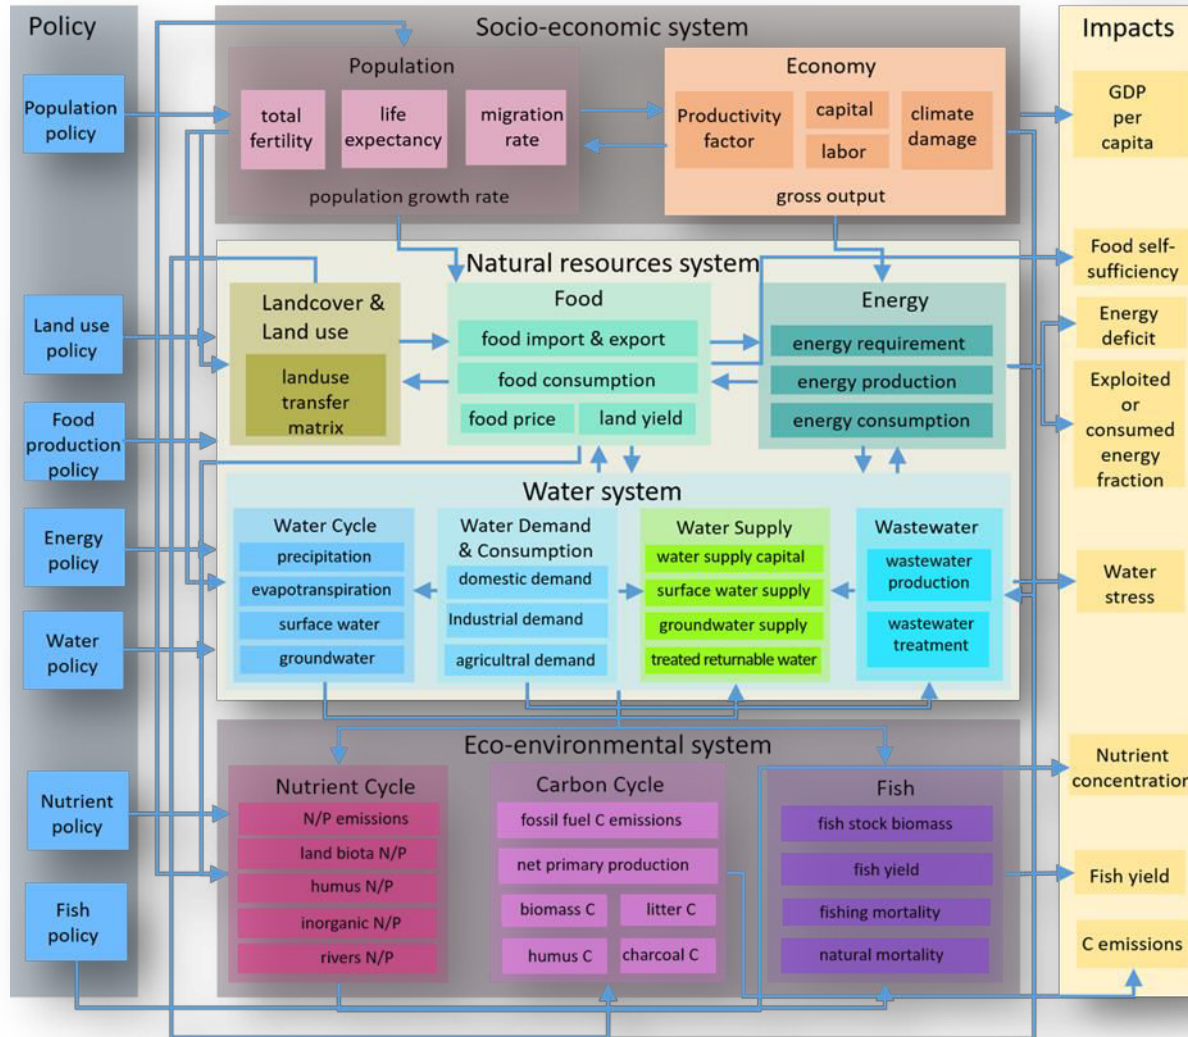 Policy
Population
policy
Land use
policy
Food
production
policy
Energy
policy
Water
policy
Nutrient
policy
Fish
policy
Socio-economic system
Population
total
fertility
life
expectancy
migration
rate
population growth rate
Economy
Productivity
factor
capital
labor
climate
damage
gross output
Natural resources system
Landcover &
Land use
landuse
transfer
matrix
Food
food import & export
food consumption
food price
land yield
Energy
energy requirement
energy production
energy consumption
Water system
Water Cycle
precipitation
evapotranspiration
surface water
groundwater
Water Demand
& Consumption
domestic demand
Industrial demand
agricultral demand
Water Supply
water supply capital
surface water supply
groundwater supply
treated returnable water
Wastewater
wastewater
production
wastewater
treatment
Eco-environmental system
Nutrient Cycle
N/P emissions
land biota N/P
humus N/P
inorganic N/P
rivers N/P
Carbon Cycle
fossil fuel C emissions
net primary production
biomass C
litter C
humus C
charcoal C
Fish
fish stock biomass
fish yield
fishing mortality
natural mortality
Impacts
GDP
per
capita
Food self-
sufficiency
Energy
deficit
Exploited
or
consumed
energy
fraction
Water
stress
Nutrient
concentration
Fish yield
C emissions